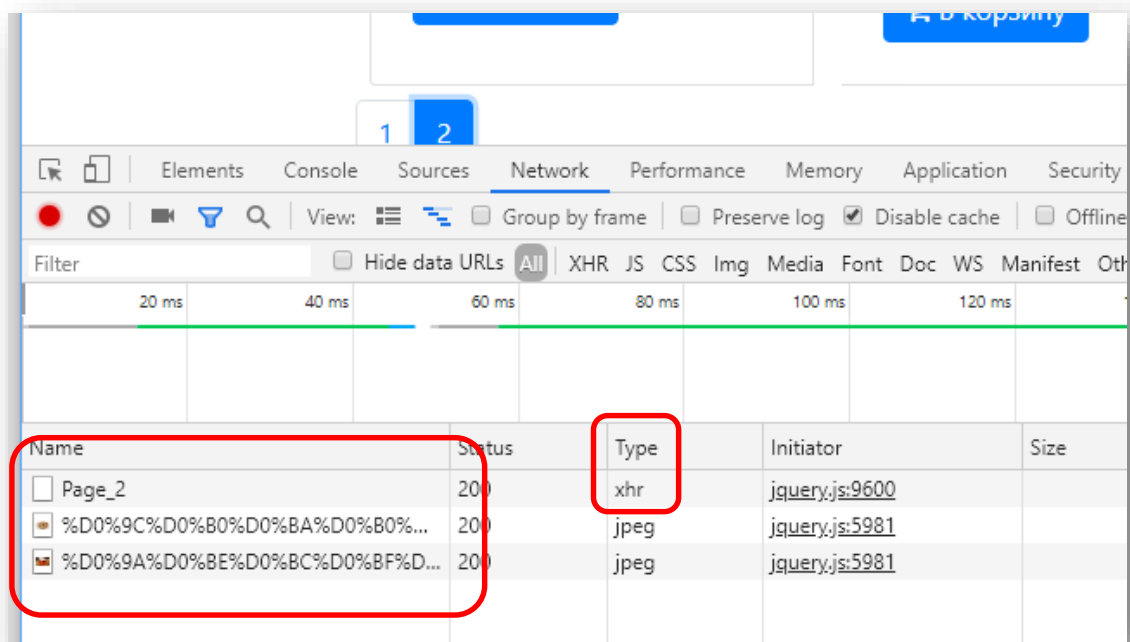 В корзину
1 2
Elements Console Sources Network Performance Memory Application Security
View: Group by frame Preserve log Disable cache Offline
Filter Hide data URLs All XHR JS CSS Img Media Font Doc WS Manifest Oth
20 ms 40 ms 60 ms 80 ms 100 ms 120 ms
Name Status Type Initiator Size
Page_2 200 xhr jquery.js:9600
%D0%9C%D0%B0%D0%BA%D0%B0%... 200 jpeg jquery.js:5981
%D0%9A%D0%BE%D0%BC%D0%BF%D... 200 jpeg jquery.js:5981